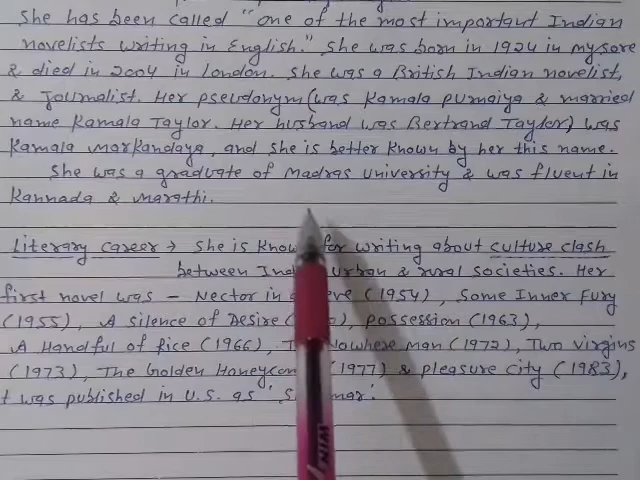 She has been called "one of the most important Indian
novelists writing in English." She was born in 1924 in mysore
& died in 2004 in London. She was a British Indian novelist,
& Journalist. Her pseudonym (was Kamala Purnaiya & married
name Kamala Taylor. Her husband was Bertrand Taylor) was
Kamala Markandaya, and she is better known by her this name.
She was a graduate of Madras University & was fluent in
Kannada & Marathi.
Literary career → She is know for writing about culture clash
between Ind urban & rural societies. Her
first novel was - Nector in a eve (1954), Some Inner Fury
(1955), A Silence of Desire ( ), Possession (1963),
A Handful of Rice (1966), T Nowhere Man (1972), Two Virgins
(1973), The Golden Honeycom (1977) & Pleasure City (1983),
t was published in U.S. as 'S mar'.
WIN